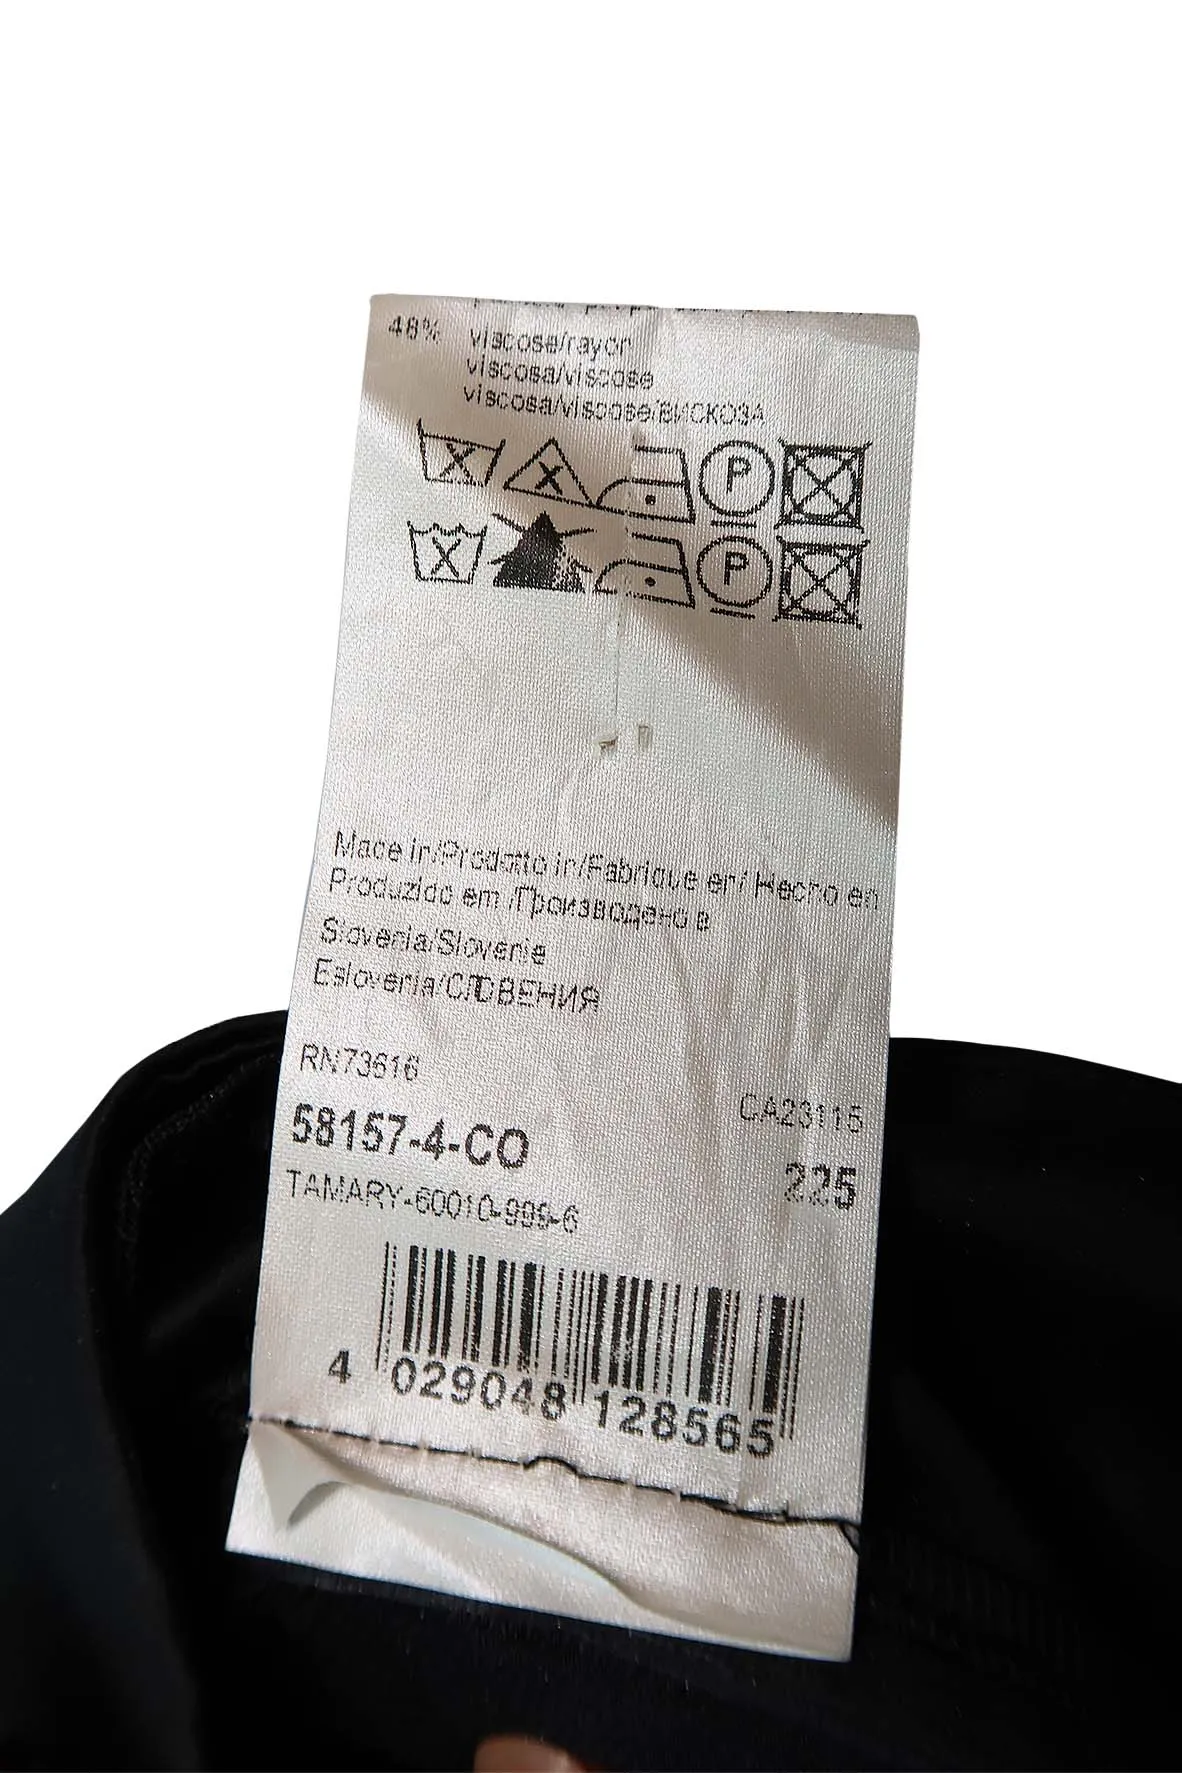 48% viscose/rayon
viscosa/viscose
viscosa/viscose/ВИСКОЗА
P
P
Made in/Prodotto in/Fabrique en/ Hecho en
Produzido em /Произведено в
Slovenia/Slovenie
Eslovenia/СЛОВЕНИЯ
RN73616
CA23115
58157-4-CO
225
TAMARY-60010-999-6
4 029048 128565